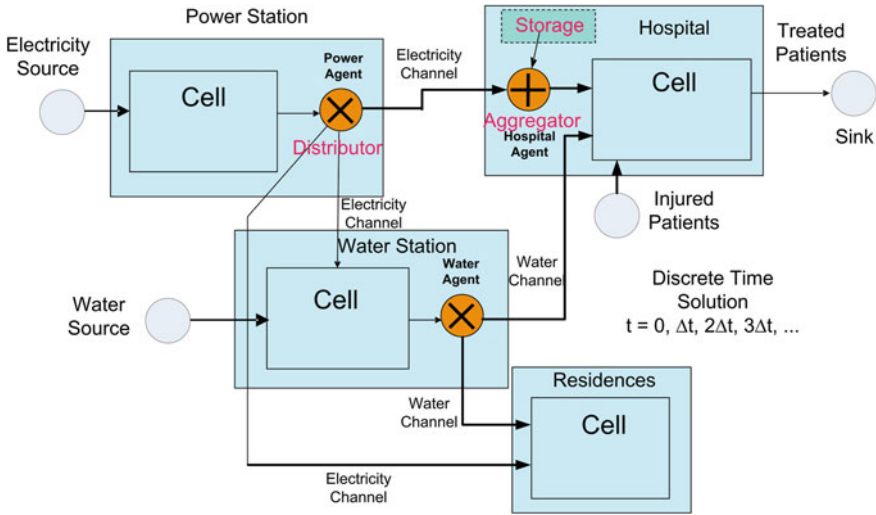 Power Station
Electricity
Source
Cell
Power
Agent
Distributor
Electricity
Channel
Storage
Hospital
Aggregator
Hospital
Agent
Cell
Treated
Patients
Sink
Injured
Patients
Electricity
Channel
Water Station
Water
Source
Cell
Water
Agent
Water
Channel
Discrete Time
Solution
t = 0, Δt, 2Δt, 3Δt, ...
Water
Channel
Residences
Cell
Electricity
Channel